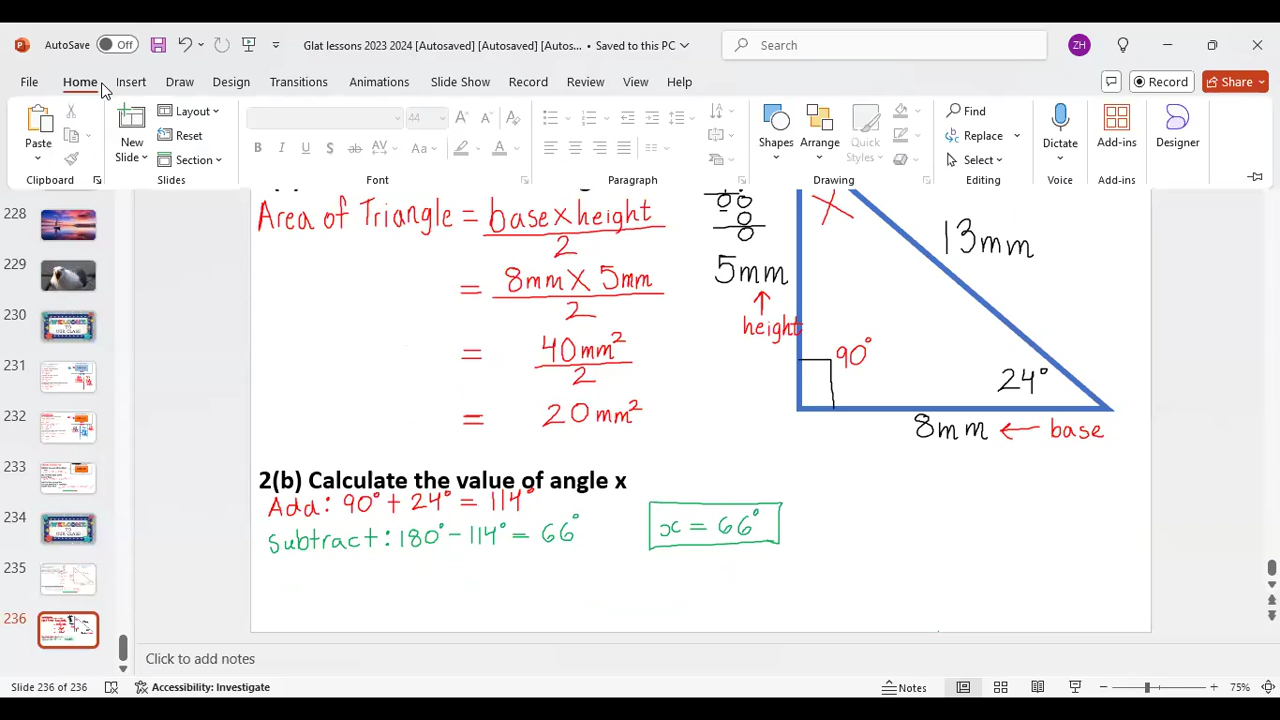 AutoSave Off Glat lessons 2023 2024 [Autosaved] [Autosaved] [Autos... • Saved to this PC Search ZH
File Home Insert Draw Design Transitions Animations Slide Show Record Review View Help Record Share
Paste New Slide Layout Reset Section 44 B I U S ab AV Aa A Shapes Arrange Quick Styles Find Replace Select Dictate Add-ins Designer
Clipboard Slides Font Paragraph Drawing Editing Voice Add-ins
228
229
230
231
232
233
234
235
236
Area of Triangle = base x height
2
= 8mm X 5mm
2
= 40mm²
2
= 20mm²
5mm
height
X
13mm
90°
24°
8mm ← base
2(b) Calculate the value of angle x
Add: 90° + 24° = 114°
Subtract: 180° - 114° = 66°
x = 66°
Click to add notes
Slide 236 of 236 Accessibility: Investigate Notes 75%